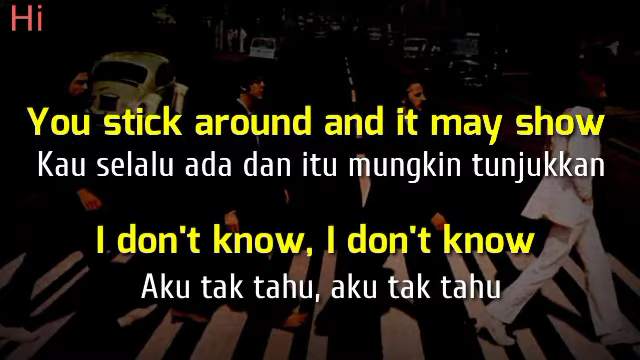 Hi
You stick around and it may show
Kau selalu ada dan itu mungkin tunjukkan
I don't know, I don't know
Aku tak tahu, aku tak tahu